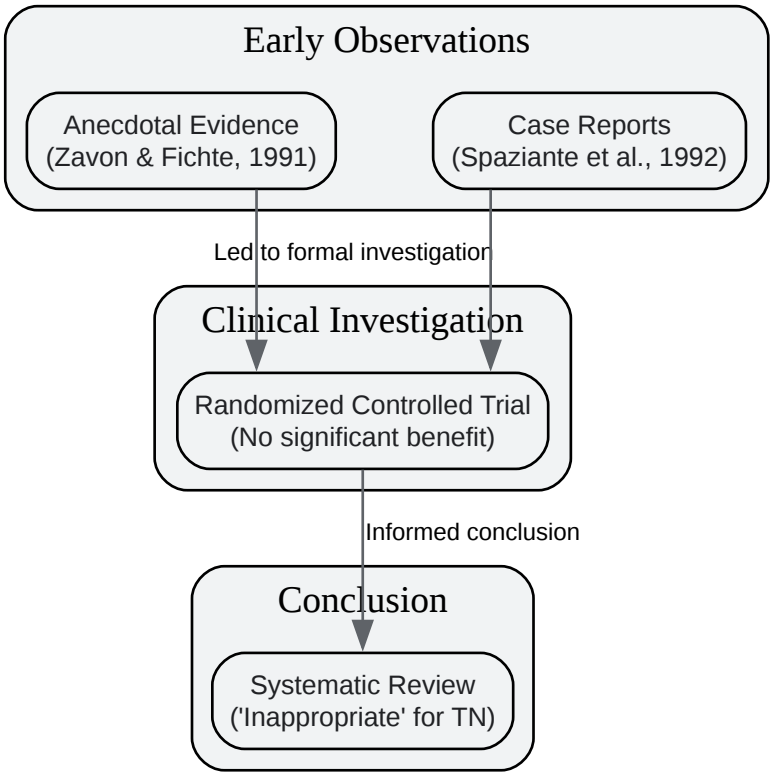 Early Observations
Anecdotal Evidence
(Zavon & Fichte, 1991)
Case Reports
(Spaziante et al., 1992)
Led to formal investigation
Clinical Investigation
Randomized Controlled Trial
(No significant benefit)
Informed conclusion
Conclusion
Systematic Review
('Inappropriate' for TN)